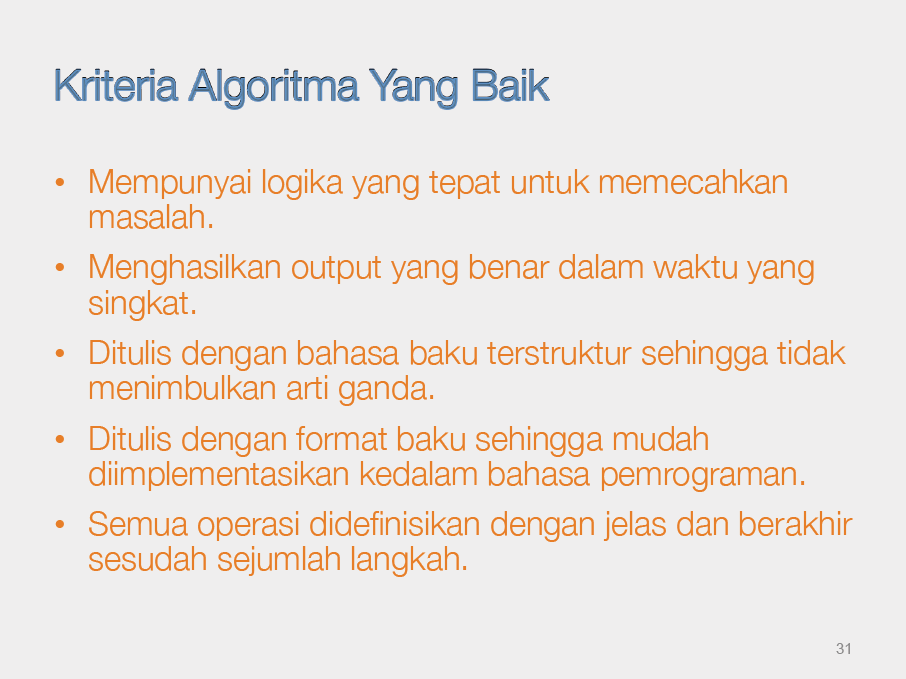 Kriteria Algoritma Yang Baik
• Mempunyai logika yang tepat untuk memecahkan
masalah.
• Menghasilkan output yang benar dalam waktu yang
singkat.
• Ditulis dengan bahasa baku terstruktur sehingga tidak
menimbulkan arti ganda.
• Ditulis dengan format baku sehingga mudah
diimplementasikan kedalam bahasa pemrograman.
• Semua operasi didefinisikan dengan jelas dan berakhir
sesudah sejumlah langkah.
31